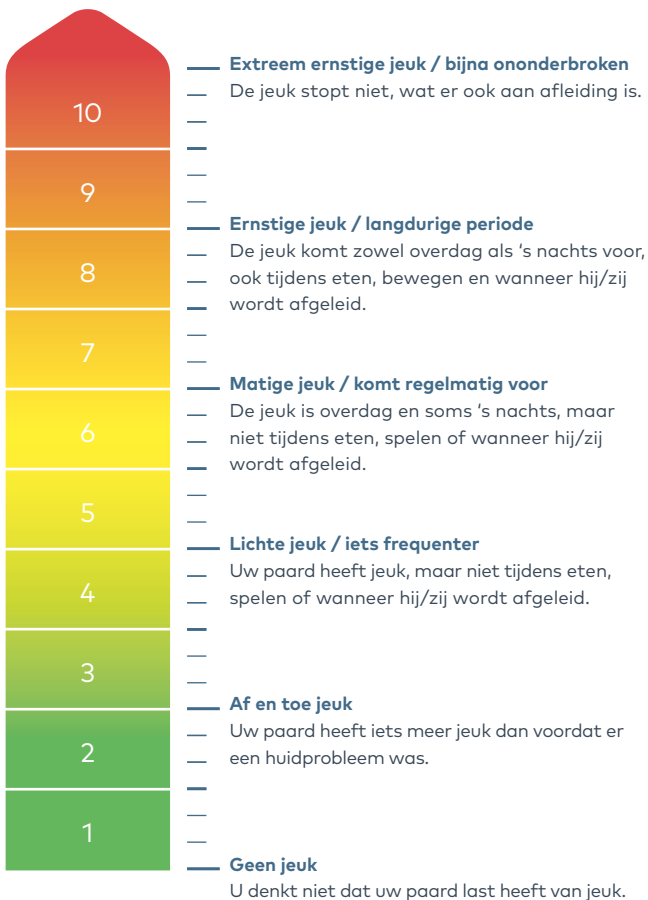 10
Extreem ernstige jeuk / bijna ononderbroken
De jeuk stopt niet, wat er ook aan afleiding is.
9
Ernstige jeuk / langdurige periode
De jeuk komt zowel overdag als ‘s nachts voor,
ook tijdens eten, bewegen en wanneer hij/zij
wordt afgeleid.
8
7
Matige jeuk / komt regelmatig voor
De jeuk is overdag en soms ‘s nachts, maar
niet tijdens eten, spelen of wanneer hij/zij
wordt afgeleid.
6
5
Lichte jeuk / iets frequenter
Uw paard heeft jeuk, maar niet tijdens eten,
spelen of wanneer hij/zij wordt afgeleid.
4
3
Af en toe jeuk
Uw paard heeft iets meer jeuk dan voordat er
een huidprobleem was.
2
1
Geen jeuk
U denkt niet dat uw paard last heeft van jeuk.